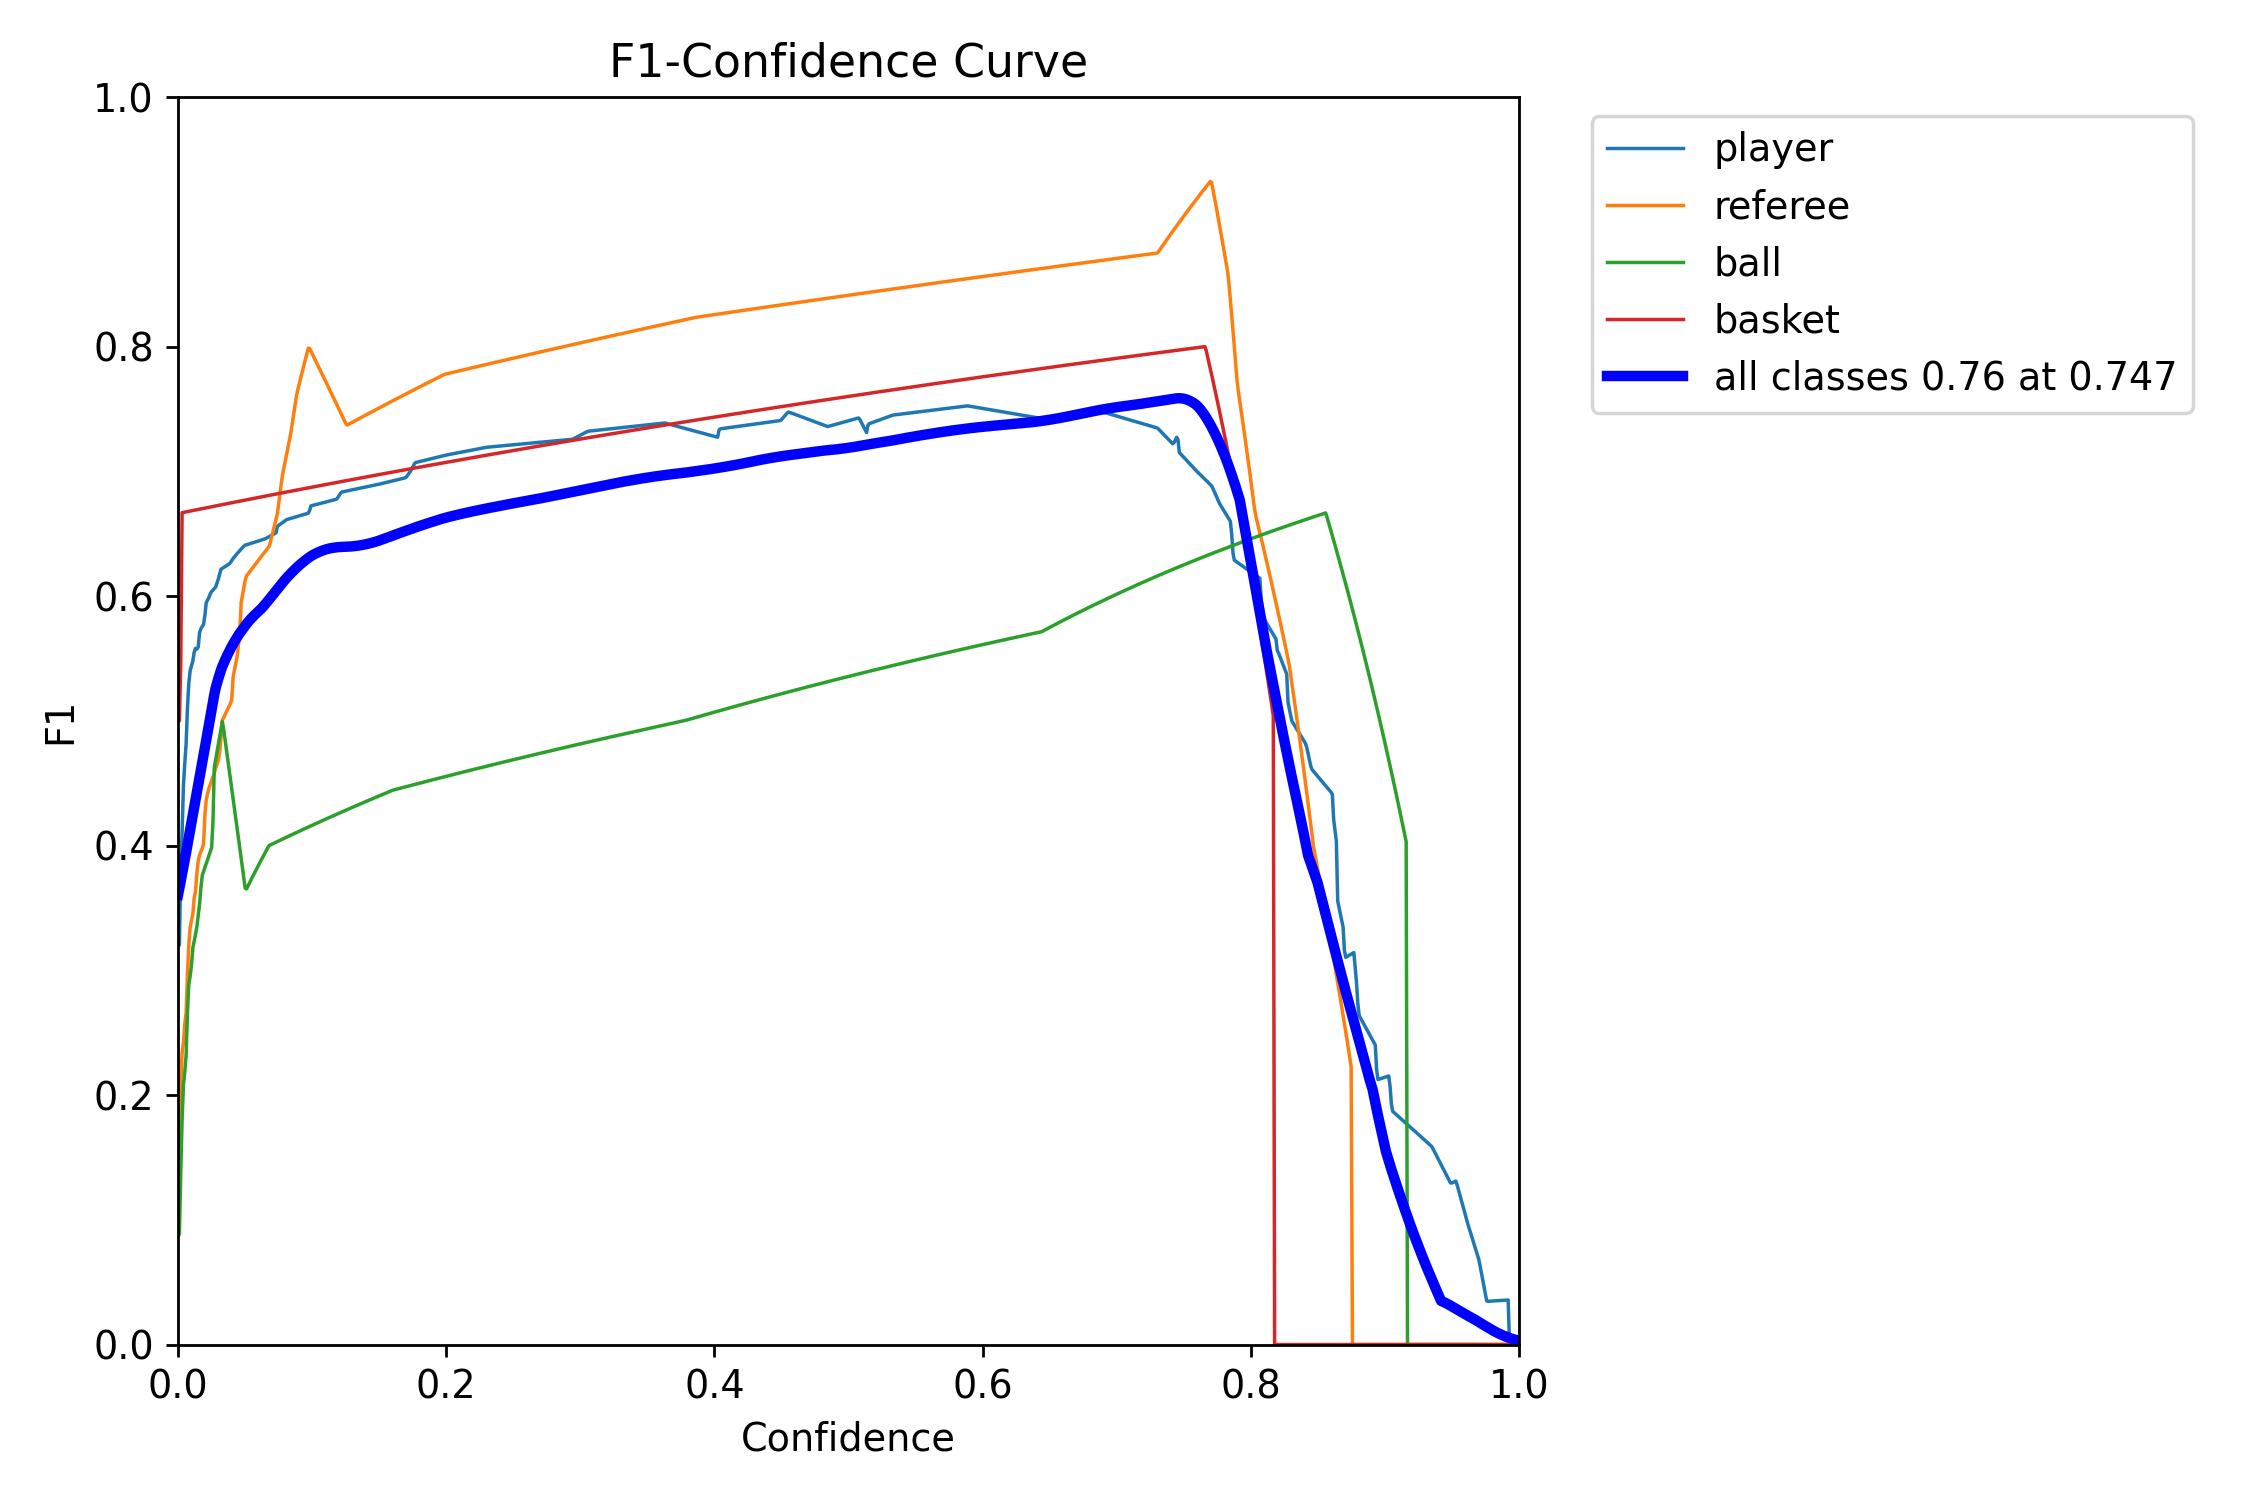 F1-Confidence Curve
1.0
0.8
0.6
0.4
0.2
0.0
F1
0.0 0.2 0.4 0.6 0.8 1.0
Confidence
player
referee
ball
basket
all classes 0.76 at 0.747